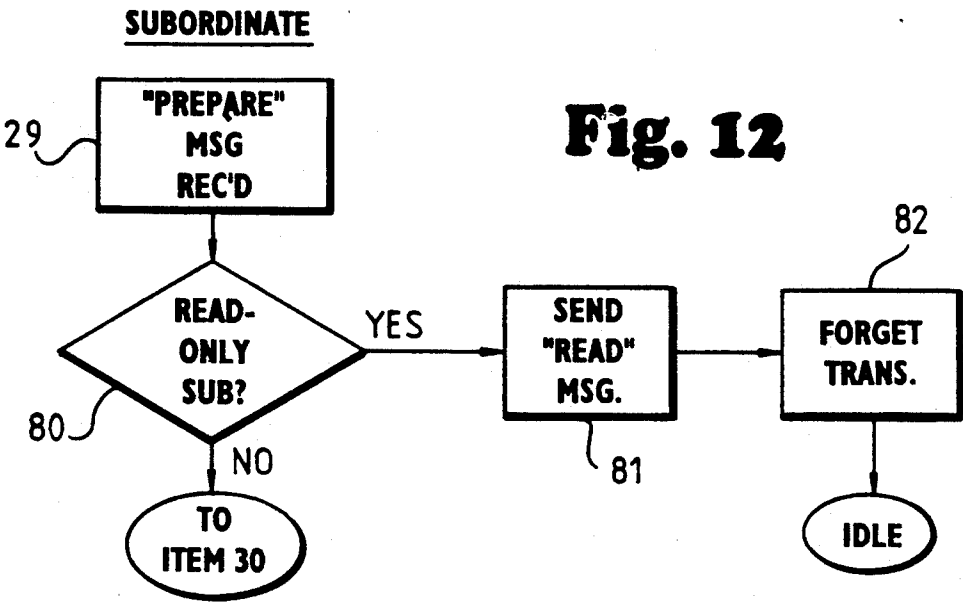 SUBORDINATE
"PREPARE"
MSG
REC'D
29
Fig. 12
READ-
ONLY
SUB?
80
YES
NO
TO
ITEM 30
SEND
"READ"
MSG.
81
82
FORGET
TRANS.
IDLE